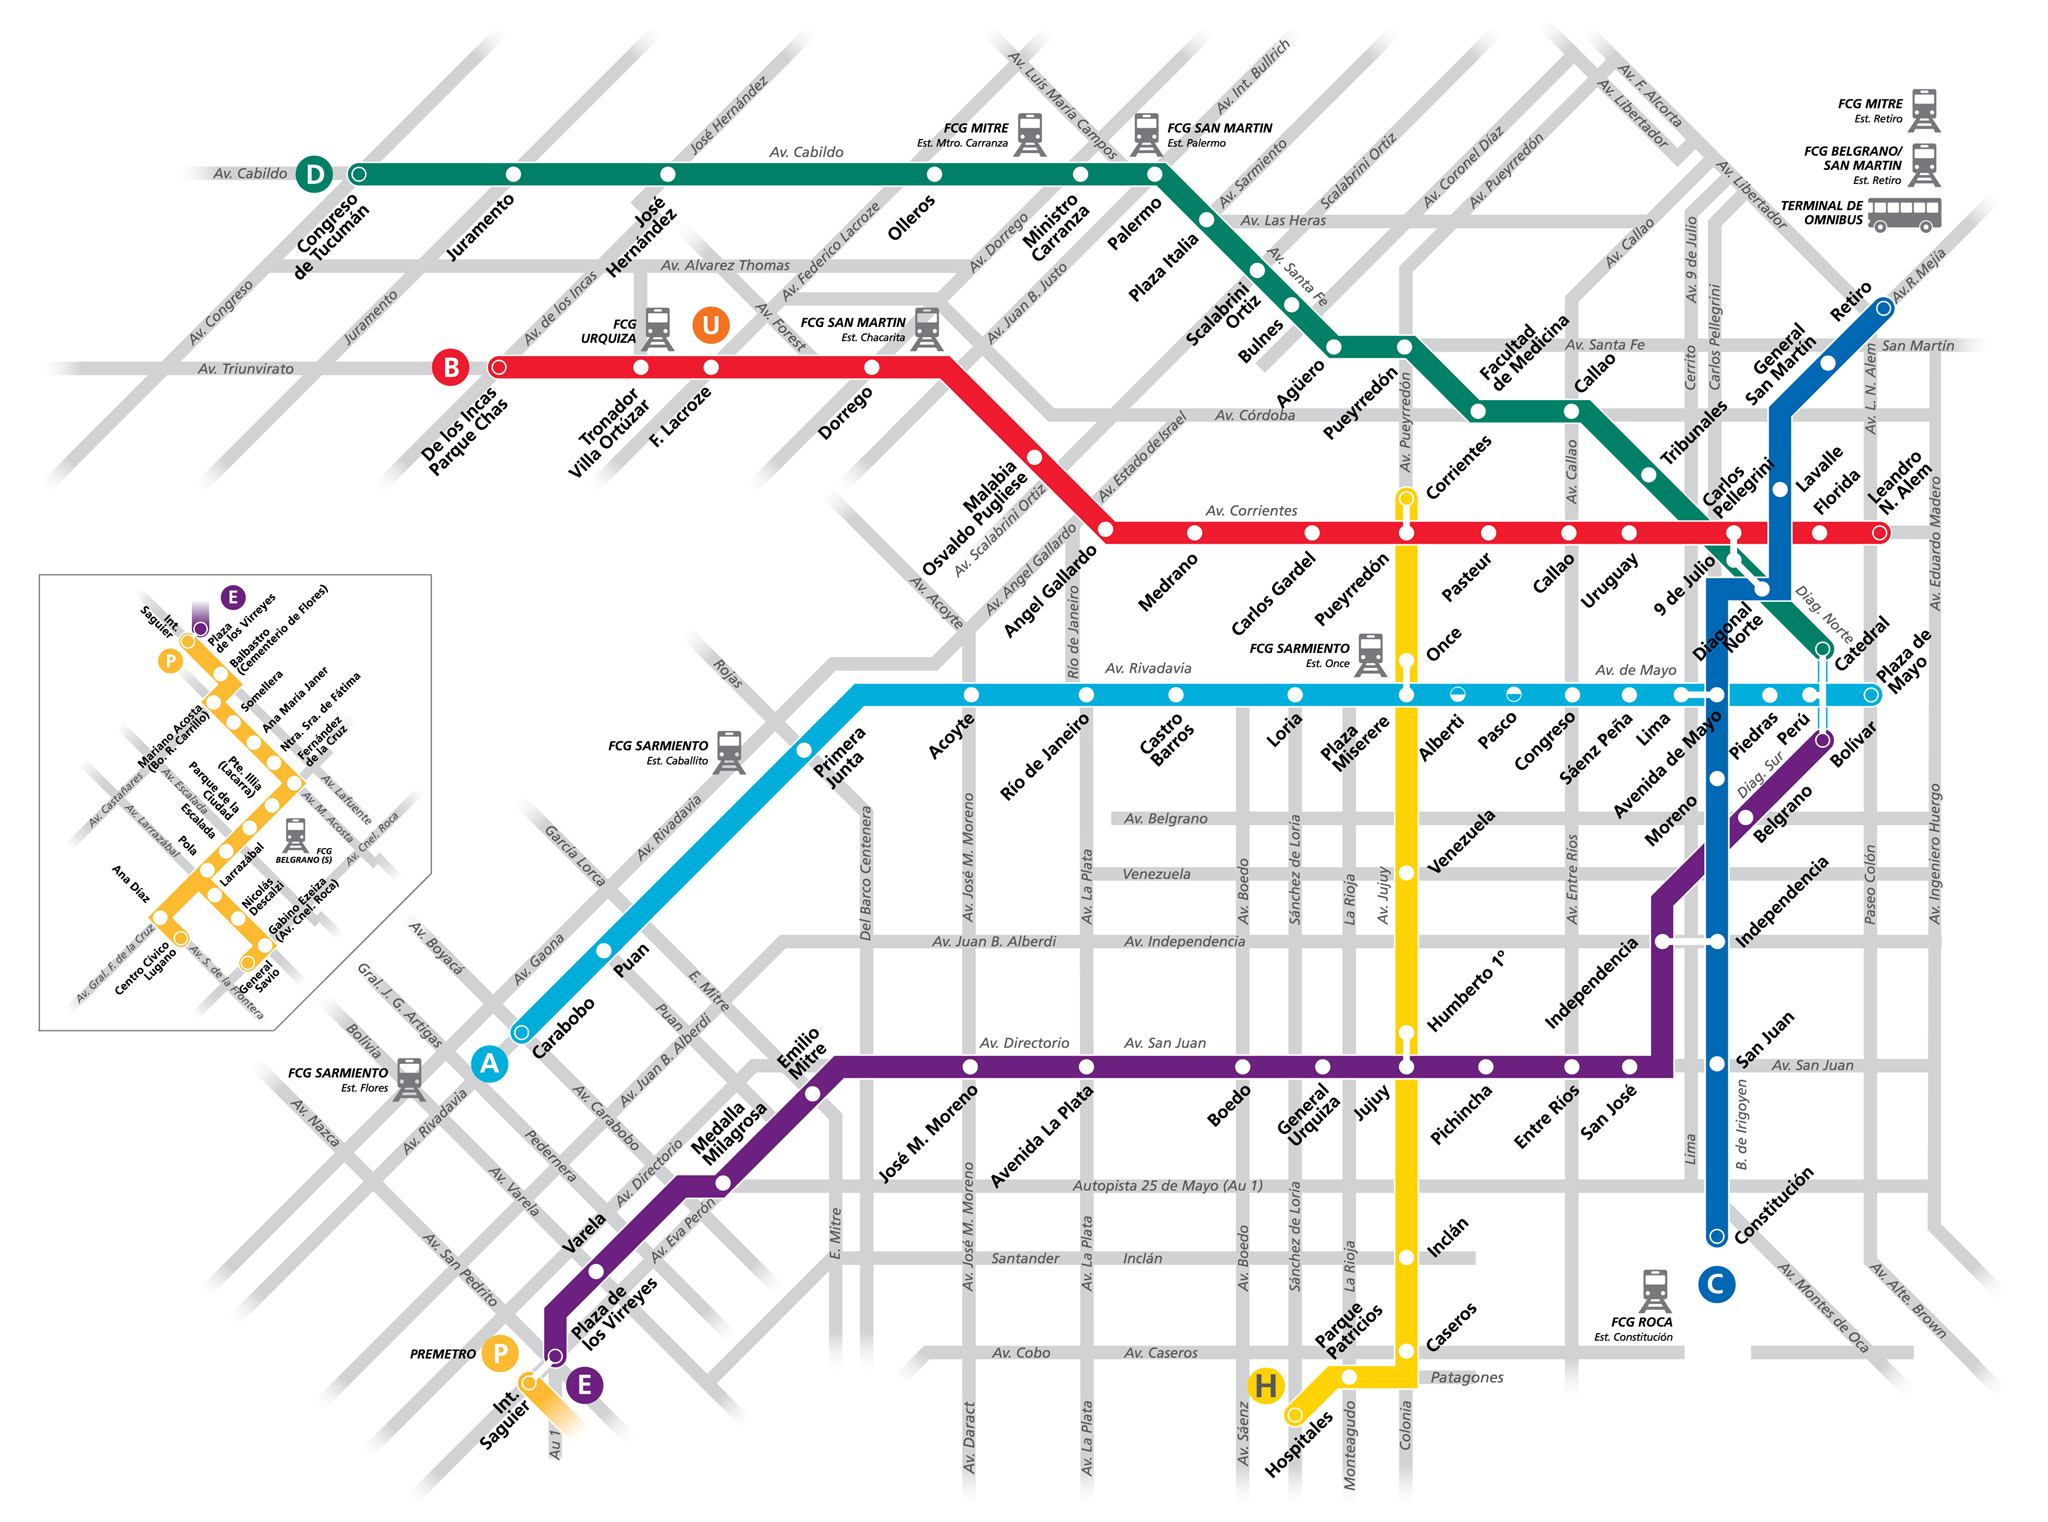 FCG MITRE
Est. Retiro
FCG BELGRANO/
SAN MARTIN
Est. Retiro
TERMINAL DE
OMNIBUS
FCG MITRE
Est. Mtro. Carranza
FCG SAN MARTIN
Est. Palermo
Av. Luis María Campos
Av. Int. Bullrich
Av. F. Alcorta
Av. Libertador
José Hernández
Av. Cabildo
Av. Cabildo
D
Congreso
de Tucumán
Juramento
José
Hernández
Olleros
Ministro
Carranza
Palermo
Plaza Italia
Scalabrini
Ortiz
Bulnes
Agüero
Pueyrredón
Facultad
de Medicina
Callao
Tribunales
9 de Julio
Catedral
Av. Sarmiento
Scalabrini Ortiz
Av. Coronel Díaz
Av. Pueyrredón
Av. Libertador
Av. Las Heras
Av. Callao
Av. 9 de Julio
Carlos Pellegrini
Cerrito
Av. Santa Fe
Av. Santa Fe
San Martín
Av.R.Mejía
Av. L. N. Alem
Av. Córdoba
Av. Pueyrredón
Av. Callao
Av. Congreso
Juramento
Av. de los Incas
Av. Alvarez Thomas
Av. Federico Lacroze
Av. Dorrego
Av. Juan B. Justo
Av. Forest
FCG
URQUIZA
U
FCG SAN MARTIN
Est. Chacarita
Av. Triunvirato
B
De los Incas
Parque Chas
Tronador
Villa Ortúzar
F. Lacroze
Dorrego
Malabia
Osvaldo Pugliese
Angel Gallardo
Medrano
Carlos Gardel
Pueyrredón
Pasteur
Callao
Uruguay
Carlos
Pellegrini
Florida
Leandro
N. Alem
Av. Estado de Israel
Av. Scalabrini Ortiz
Av. Angel Gallardo
Av. Corrientes
Río de Janeiro
Av. Acoyte
Av. Eduardo Madero
Diag. Norte
Retiro
General
San Martín
Lavalle
Diagonal
Norte
Avenida de Mayo
Moreno
Independencia
San Juan
Constitución
C
FCG ROCA
Est. Constitución
Corrientes
Once
Venezuela
Humberto 1º
Inclán
Caseros
Parque
Patricios
Hospitales
H
FCG SARMIENTO
Est. Once
Av. Rivadavia
Av. de Mayo
Rojas
FCG SARMIENTO
Est. Caballito
A
Carabobo
Puan
Primera
Junta
Acoyte
Río de Janeiro
Castro
Barros
Loria
Plaza
Miserere
Alberti
Pasco
Congreso
Sáenz Peña
Lima
Piedras
Perú
Plaza de
Mayo
Bolívar
Belgrano
Independencia
San José
Entre Ríos
Pichincha
Jujuy
General
Urquiza
Boedo
Avenida La Plata
José M. Moreno
Emilio
Mitre
Medalla
Milagrosa
Varela
Plaza de
los Virreyes
E
PREMETRO
P
Int.
Saguier
Diag. Sur
Av. Belgrano
Venezuela
Av. Juan B. Alberdi
Av. Independencia
Av. Directorio
Av. San Juan
Av. San Juan
Autopista 25 de Mayo (Au 1)
Santander
Inclán
Av. Cobo
Av. Caseros
Patagones
Av. José M. Moreno
Av. La Plata
Av. Boedo
Sánchez de Loria
La Rioja
Av. Jujuy
Av. Entre Ríos
Paseo Colón
Av. Ingeniero Huergo
Del Barco Centenera
Av. José M. Moreno
Av. La Plata
Av. Boedo
Sánchez de Loria
La Rioja
Lima
B. de Irigoyen
Av. Daract
Av. La Plata
Av. Sáenz
Monteagudo
Colonia
Av. Montes de Oca
Av. Alte. Brown
Av. Rivadavia
García Lorca
Av. Gaona
Av. Boyacá
Gral. J. G. Artigas
Bolivia
FCG SARMIENTO
Est. Flores
Av. Nazca
Av. Rivadavia
Puan
E. Mitre
Av. Juan B. Alberdi
Av. Carabobo
Pedernera
Av. Varela
Av. Directorio
Av. Eva Perón
Av. San Pedrito
E. Mitre
Au 1
E
Int.
Saguier
P
Plaza
de los Virreyes
Balbastro
(Cementerio de Flores)
Somellera
Mariano Acosta
(Bo. R. Carrillo)
Ana María Janer
Ntra. Sra. de Fátima
Fernández
de la Cruz
Pte. Illia
(Lacarra)
Parque de la
Ciudad
Escalada
Pola
Larrazábal
Ana Díaz
Nicolás
Descalzi
Gabino Ezeiza
(Av. Cnel. Roca)
General
Savio
Centro Cívico
Lugano
FCG
BELGRANO (S)
Av. Castañares
Av. Escalada
Av. Larrazábal
Av. Lafuente
Av. M. Acosta
Av. Cnel. Roca
Av. Gral. F. de la Cruz
Av. S. de la Frontera